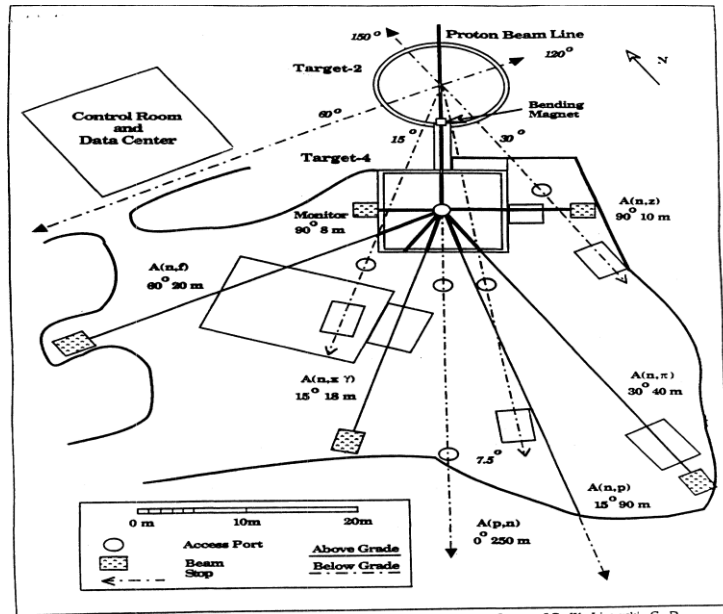 150°
Proton Beam Line
120°
Target-2
Control Room
and
Data Center
60°
15°
Bending
Magnet
30°
Target-4
Monitor
90° 8 m
A(n,z)
90° 10 m
A(n,f)
60° 20 m
A(n,x γ)
15° 18 m
A(n,π)
30° 40 m
7.5°
A(n,p)
15° 90 m
A(p,n)
0° 250 m
0 m
10m
20m
Access Port
Above Grade
Beam
Stop
Below Grade